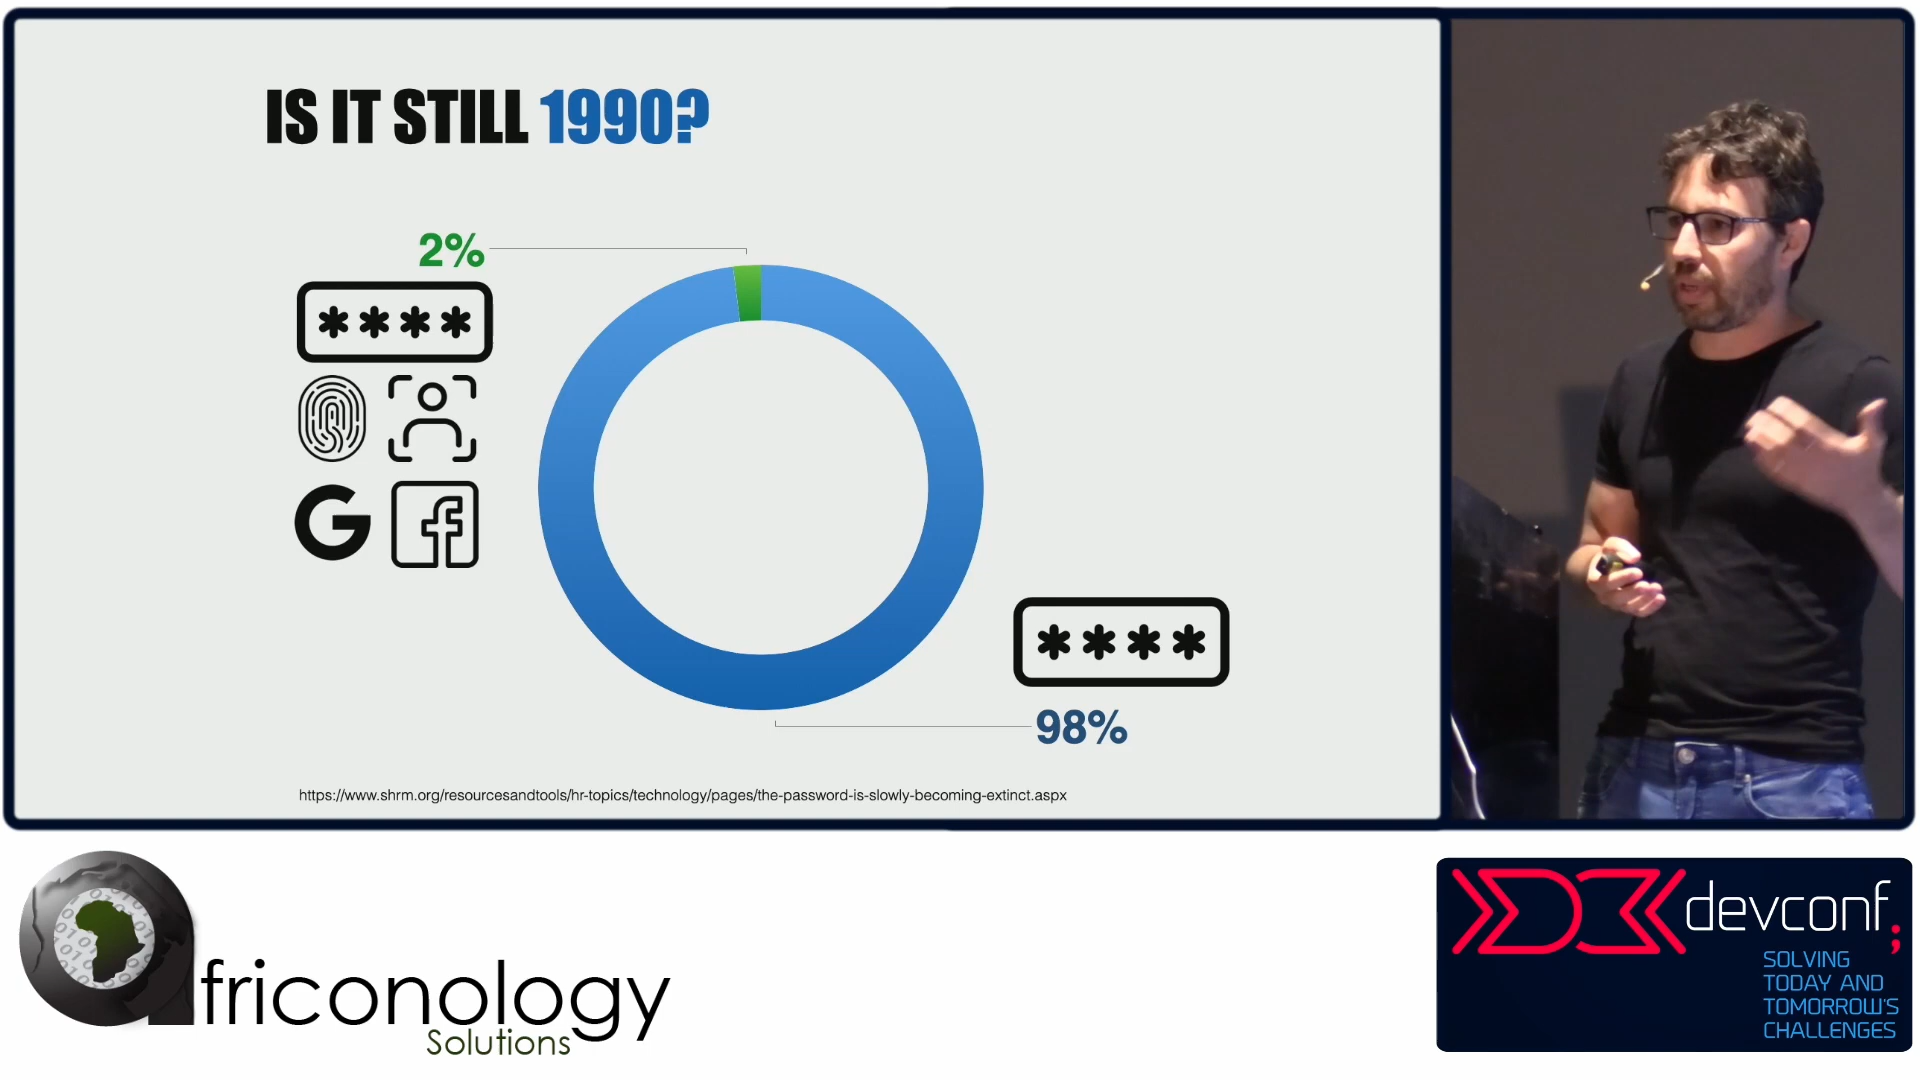 IS IT STILL 1990?
2%
****
G
f
****
98%
https://www.shrm.org/resourcesandtools/hr-topics/technology/pages/the-password-is-slowly-becoming-extinct.aspx
africonology
Solutions
devconf;
SOLVING
TODAY AND
TOMORROW'S
CHALLENGES